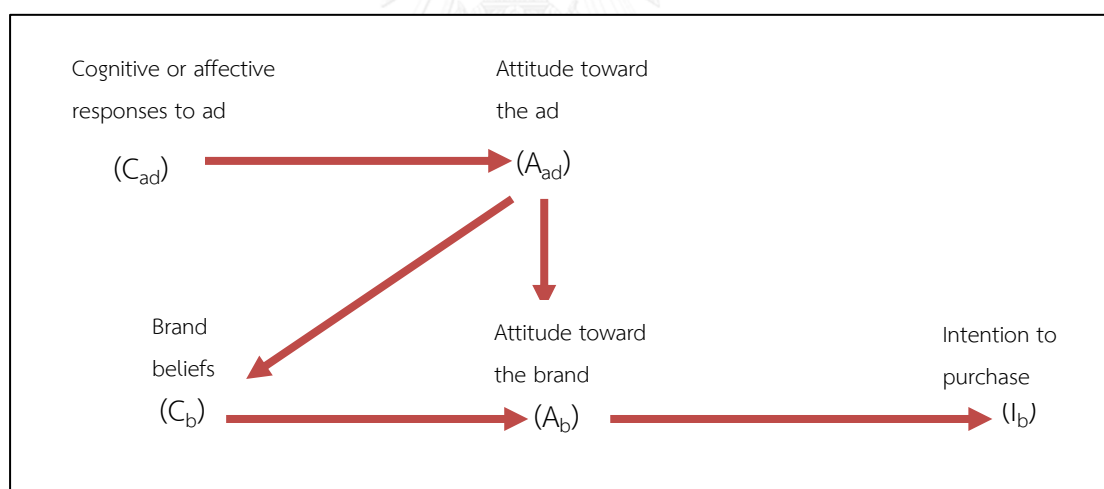 Cognitive or affective
responses to ad
(Cad)
Attitude toward
the ad
(Aad)
Brand
beliefs
(Cb)
Attitude toward
the brand
(Ab)
Intention to
purchase
(Ib)